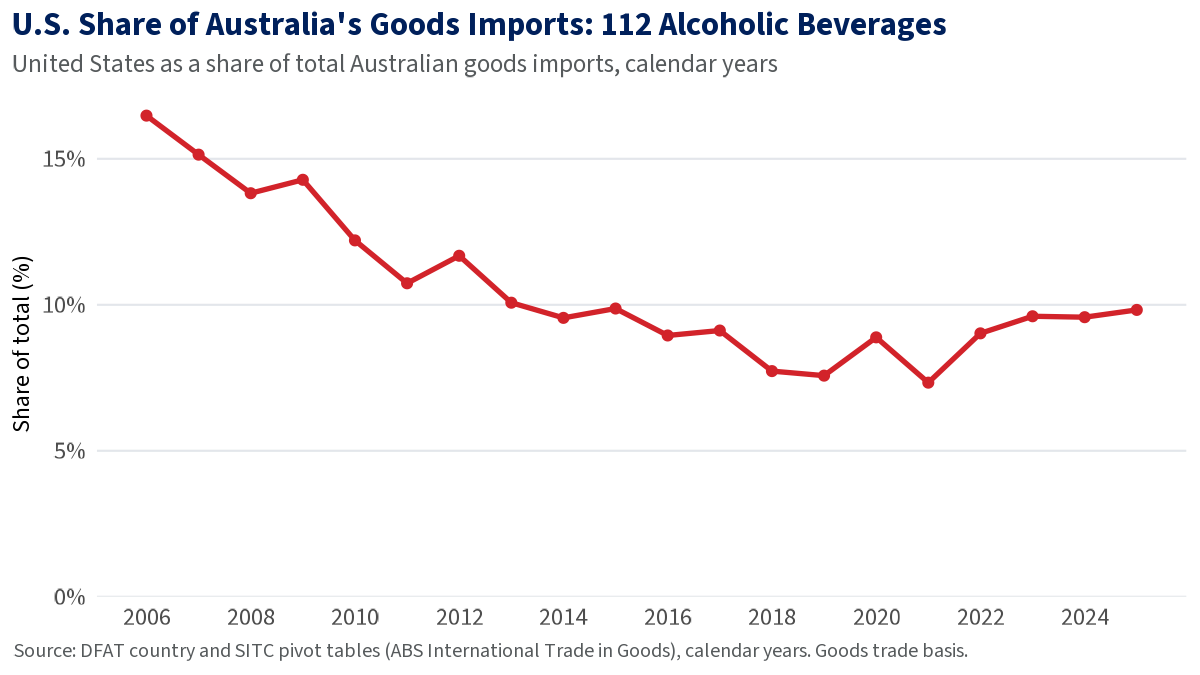 U.S. Share of Australia's Goods Imports: 112 Alcoholic Beverages
United States as a share of total Australian goods imports, calendar years
Share of total (%)
15%
10%
5%
0%
2006 2008 2010 2012 2014 2016 2018 2020 2022 2024
Source: DFAT country and SITC pivot tables (ABS International Trade in Goods), calendar years. Goods trade basis.